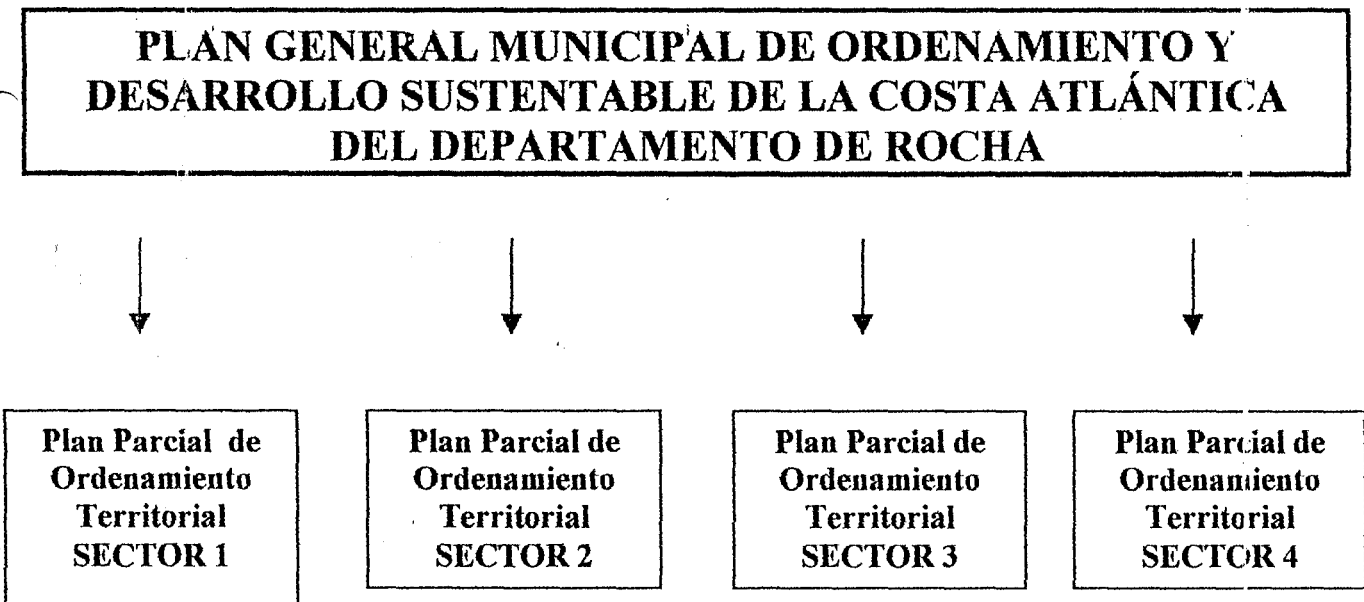 PLAN GENERAL MUNICIPAL DE ORDENAMIENTO Y
DESARROLLO SUSTENTABLE DE LA COSTA ATLÁNTICA
DEL DEPARTAMENTO DE ROCHA
Plan Parcial de
Ordenamiento
Territorial
SECTOR 1
Plan Parcial de
Ordenamiento
Territorial
SECTOR 2
Plan Parcial de
Ordenamiento
Territorial
SECTOR 3
Plan Parcial de
Ordenamiento
Territorial
SECTOR 4